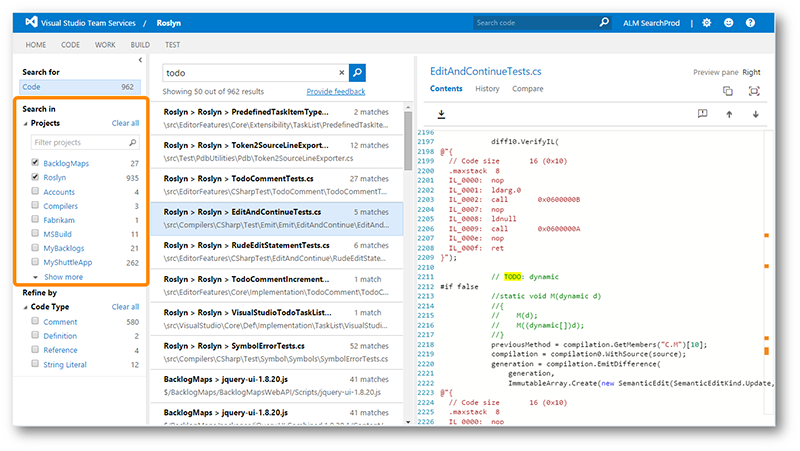 Visual Studio Team Services / Roslyn
Search code
ALM SearchProd
HOME CODE WORK BUILD TEST
Search for
Code 962
Search in
Projects Clear all
Filter projects
BacklogMaps 27
Roslyn 935
Accounts 4
Compilers 3
Fabrikam 1
MSBuild 11
MyBacklogs 21
MyShuttleApp 262
Show more
Refine by
Code Type Clear all
Comment 580
Definition 2
Reference 4
String Literal 12
todo
Showing 50 out of 962 results Provide feedback
Roslyn > Roslyn > PredefinedTaskItemType... 2 matches
\src\EditorFeatures\Core\Extensibility\TaskList\PredefinedTaskIte...
Roslyn > Roslyn > Token2SourceLineExport... 2 matches
\src\Test\PdbUtilities\Pdb\Token2SourceLineExporter.cs
Roslyn > Roslyn > TodoCommentTests.cs 27 matches
\src\EditorFeatures\CSharpTest\TodoComment\TodoCommentT...
Roslyn > Roslyn > EditAndContinueTests.cs 5 matches
\src\Compilers\CSharp\Test\Emit\Emit\EditAndContinue\EditAn...
Roslyn > Roslyn > RudeEditStatementTests.cs 6 matches
\src\EditorFeatures\CSharpTest\EditAndContinue\RudeEditState...
Roslyn > Roslyn > TodoCommentIncrement... 2 matches
\src\EditorFeatures\Core\Implementation\TodoComment\TodoC...
Roslyn > Roslyn > VisualStudioTodoTaskList... 2 matches
\src\VisualStudio\Core\Def\Implementation\TaskList\VisualStudi...
Roslyn > Roslyn > SymbolErrorTests.cs 52 matches
\src\Compilers\CSharp\Test\Symbol\Symbols\SymbolErrorTests.cs
BacklogMaps > jquery-ui-1.8.20.js 41 matches
$/BacklogMaps/BacklogMapsWebAPI/Scripts/jquery-ui-1.8.20.js
BacklogMaps > jquery-ui-1.8.20.js 41 matches
EditAndContinueTests.cs
Preview pane Right
Contents History Compare
2196
2197 diff10.VerifyIL(
2198 @"{
2199 // Code size 16 (0x10)
2200 .maxstack 8
2201 IL_0000: nop
2202 IL_0001: ldarg.0
2203 IL_0002: call 0x0600000B
2204 IL_0007: nop
2205 IL_0008: ldnull
2206 IL_0009: call 0x0600000A
2207 IL_000e: nop
2208 IL_000f: ret
2209 }");
2210
2211 // TODO: dynamic
2212 #if false
2213 //static void M(dynamic d)
2214 //{
2215 // M(d);
2216 // M((dynamic[])d);
2217 //}
2218 previousMethod = compilation.GetMembers("C.M")[10];
2219 compilation = compilation0.WithSource(source);
2220 generation = compilation.EmitDifference(
2221 generation,
2222 ImmutableArray.Create(new SemanticEdit(SemanticEditKind.Update,
2223 @"{
2224 // Code size 16 (0x10)
2225 .maxstack 8
2226 IL_0000: nop